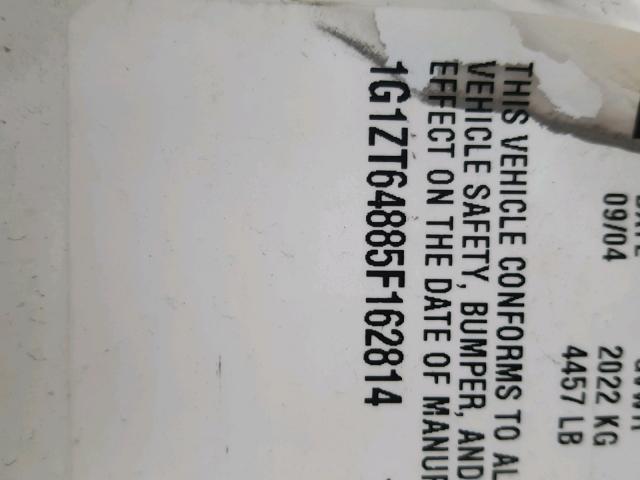 09/04 2022 KG
4457 LB
THIS VEHICLE CONFORMS TO AL
VEHICLE SAFETY, BUMPER, AND
EFFECT ON THE DATE OF MANUF
1G1ZT64885F162814